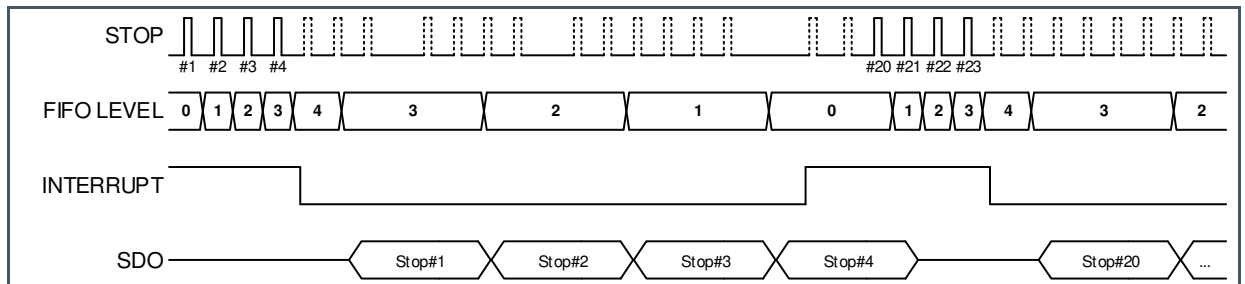 STOP
#1 #2 #3 #4 #20 #21 #22 #23
FIFO LEVEL 0 1 2 3 4 3 2 1 0 1 2 3 4 3 2
INTERRUPT
SDO Stop#1 Stop#2 Stop#3 Stop#4 Stop#20 ...